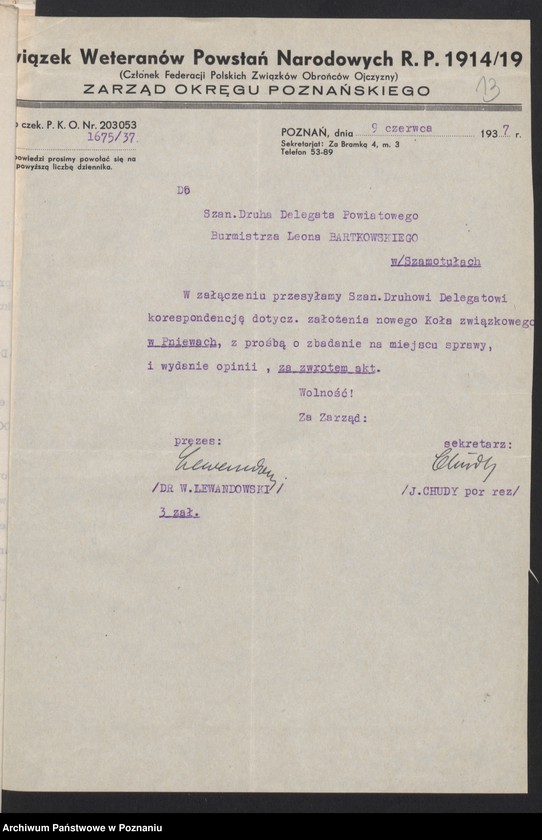 wiązek Weteranów Powstań Narodowych R. P. 1914/19
(Członek Federacji Polskich Związków Obrońców Ojczyzny)
ZARZĄD OKRĘGU POZNAŃSKIEGO
13
czek. P. K. O. Nr. 203053
1675/37.
powiedzi prosimy powołać się na
powyższą liczbę dziennika.
POZNAŃ, dnia 9 czerwca 1937 r.
Sekretarjat: Za Bramką 4, m. 3
Telefon 53-89
Do
Szan.Druha Delegata Powiatowego
Burmistrza Leona BARTKOWSKIEGO
w/Szamotułach
W załączeniu przesyłamy Szan.Druhowi Delegatowi
korespondencję dotycz. założenia nowego Koła związkowego
w Pniewach, z prośbą o zbadanie na miejscu sprawy,
i wydanie opinii , za zwrotem akt.
Wolność!
Za Zarząd:
prezes:
sekretarz:
Lewandowski
Chudy
/DR W.LEWANDOWSKI/
/J.CHUDY por rez/
3 zał.
Archiwum Państwowe w Poznaniu